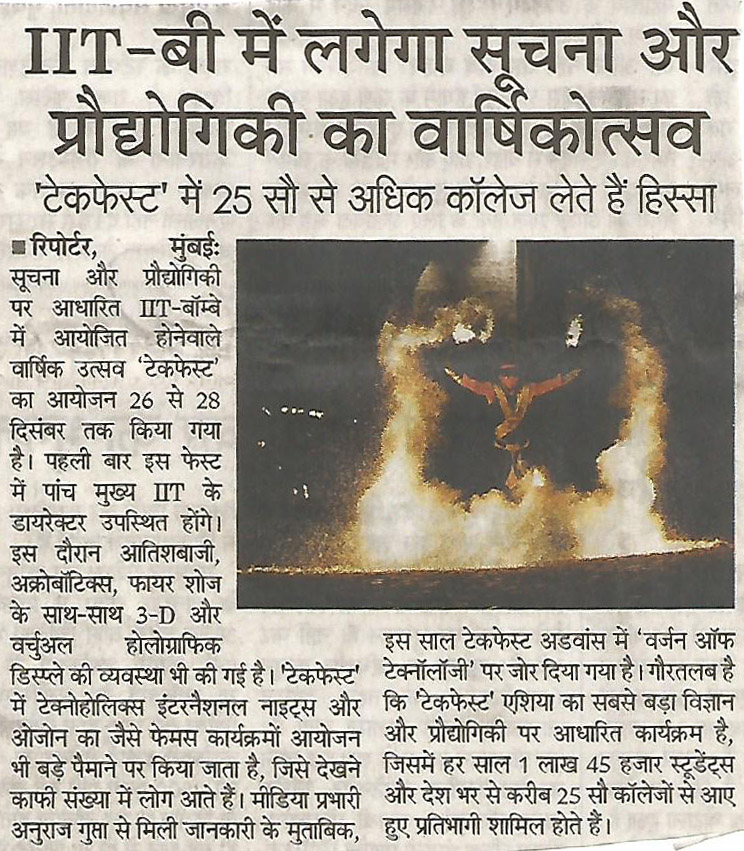 IIT-बी में लगेगा सूचना और
प्रौद्योगिकी का वार्षिकोत्सव
'टेकफेस्ट' में 25 सौ से अधिक कॉलेज लेते हैं हिस्सा
■ रिपोर्टर, मुंबई:
सूचना और प्रौद्योगिकी
पर आधारित IIT-बॉम्बे
में आयोजित होनेवाले
वार्षिक उत्सव 'टेकफेस्ट'
का आयोजन 26 से 28
दिसंबर तक किया गया
है। पहली बार इस फेस्ट
में पांच मुख्य IIT के
डायरेक्टर उपस्थित होंगे।
इस दौरान आतिशबाजी,
अक्रोबॉटिक्स, फायर शोज
के साथ-साथ 3-D और
वर्चुअल होलोग्राफिक
डिस्प्ले की व्यवस्था भी की गई है। 'टेकफेस्ट'
में टेक्नोहोलिक्स इंटरनैशनल नाइट्स और
ओजोन का जैसे फेमस कार्यक्रमों आयोजन
भी बड़े पैमाने पर किया जाता है, जिसे देखने
काफी संख्या में लोग आते हैं। मीडिया प्रभारी
अनुराज गुप्ता से मिली जानकारी के मुताबिक,
इस साल टेकफेस्ट अडवांस में 'वर्जन ऑफ
टेक्नॉलॉजी' पर जोर दिया गया है। गौरतलब है
कि 'टेकफेस्ट' एशिया का सबसे बड़ा विज्ञान
और प्रौद्योगिकी पर आधारित कार्यक्रम है,
जिसमें हर साल 1 लाख 45 हजार स्टूडेंट्स
और देश भर से करीब 25 सौ कॉलेजों से आए
हुए प्रतिभागी शामिल होते हैं।